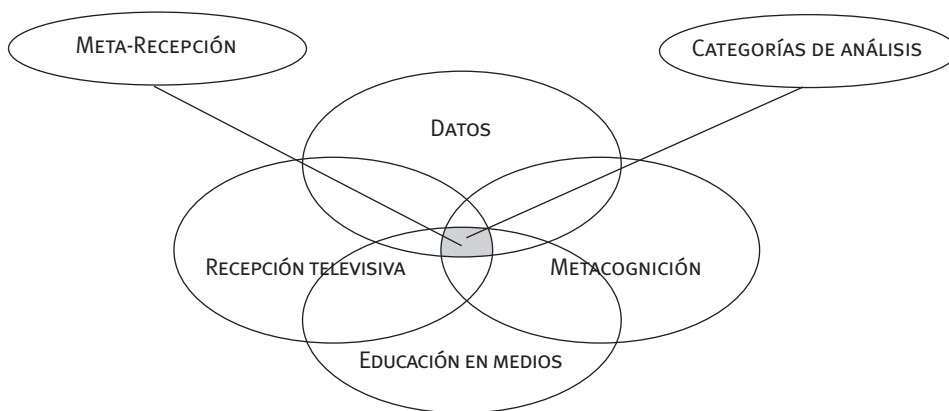 Meta-Recepción
Categorías de análisis
Datos
Recepción televisiva
Metacognición
Educación en medios